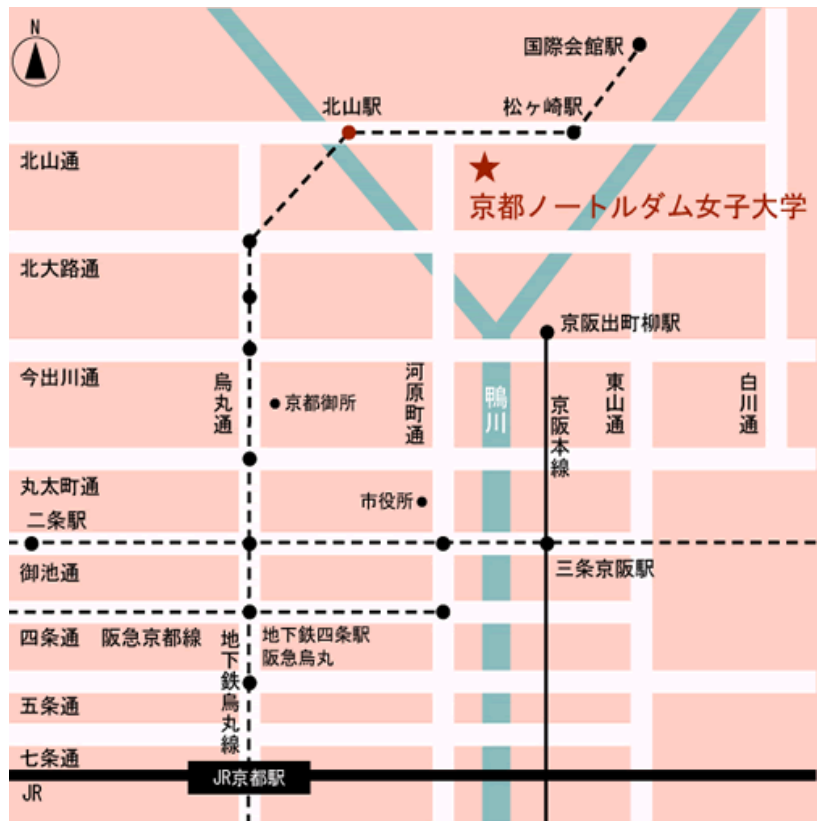 N
国際会館駅
北山駅
松ヶ崎駅
北山通
京都ノートルダム女子大学
北大路通
京阪出町柳駅
今出川通
烏丸通
京都御所
河原町通
鴨川
京阪本線
東山通
白川通
丸太町通
市役所
二条駅
御池通
三条京阪駅
四条通
阪急京都線
地下鉄烏丸線
地下鉄四条駅
阪急烏丸
五条通
七条通
JR京都駅
JR